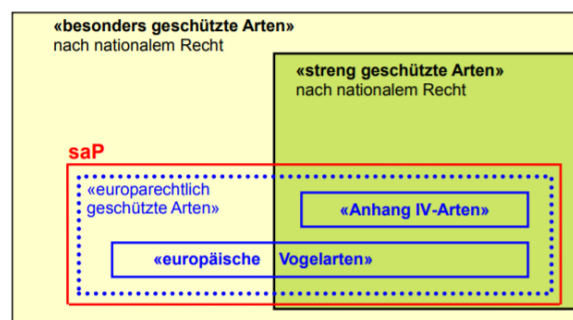 «besonders geschützte Arten»
nach nationalem Recht
«streng geschützte Arten»
nach nationalem Recht
saP
«europarechtlich
geschützte Arten»
«Anhang IV-Arten»
«europäische Vogelarten»